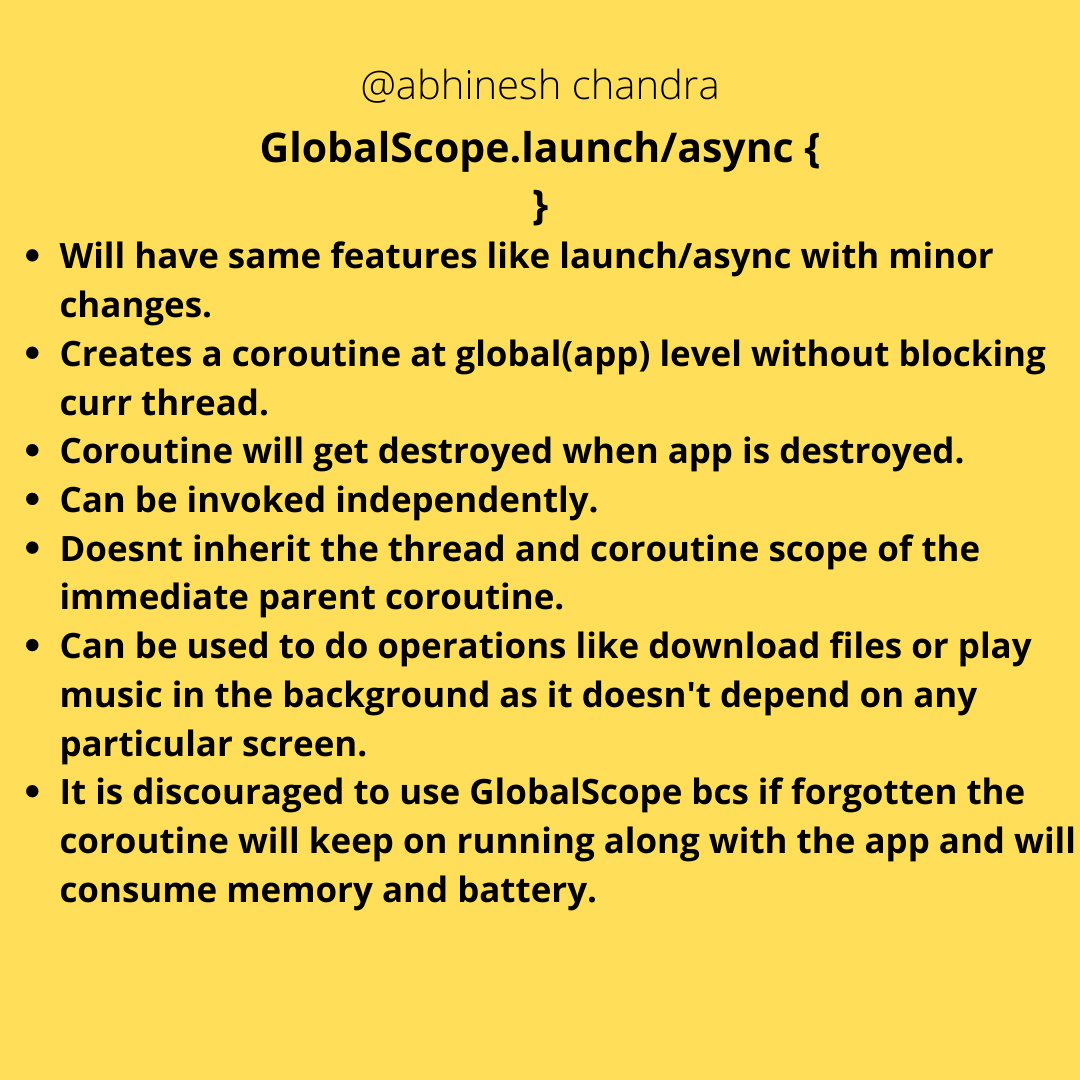 @abhinesh chandra
GlobalScope.launch/async {
}
• Will have same features like launch/async with minor
changes.
• Creates a coroutine at global(app) level without blocking
curr thread.
• Coroutine will get destroyed when app is destroyed.
• Can be invoked independently.
• Doesnt inherit the thread and coroutine scope of the
immediate parent coroutine.
• Can be used to do operations like download files or play
music in the background as it doesn't depend on any
particular screen.
• It is discouraged to use GlobalScope bcs if forgotten the
coroutine will keep on running along with the app and will
consume memory and battery.